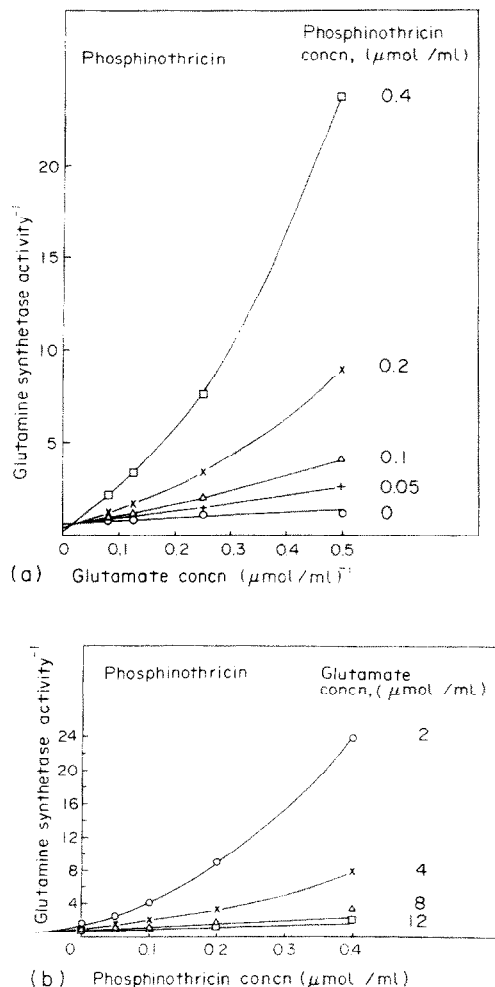 Phosphinothricin
concn, (μmol /ml)
Phosphinothricin
0.4
20
15
0.2
10
5
0.1
0.05
0
Glutamine synthetase activity⁻¹
0 0.1 0.2 0.3 0.4 0.5
(a) Glutamate concn (μmol/ml)⁻¹
Phosphinothricin
Glutamate
concn,( μmol /ml)
24
2
20
16
12
8
4
4
8
12
Glutamine synthetase activity⁻¹
0 0.1 0.2 0.3 0.4
(b) Phosphinothricin concn (μmol /ml)